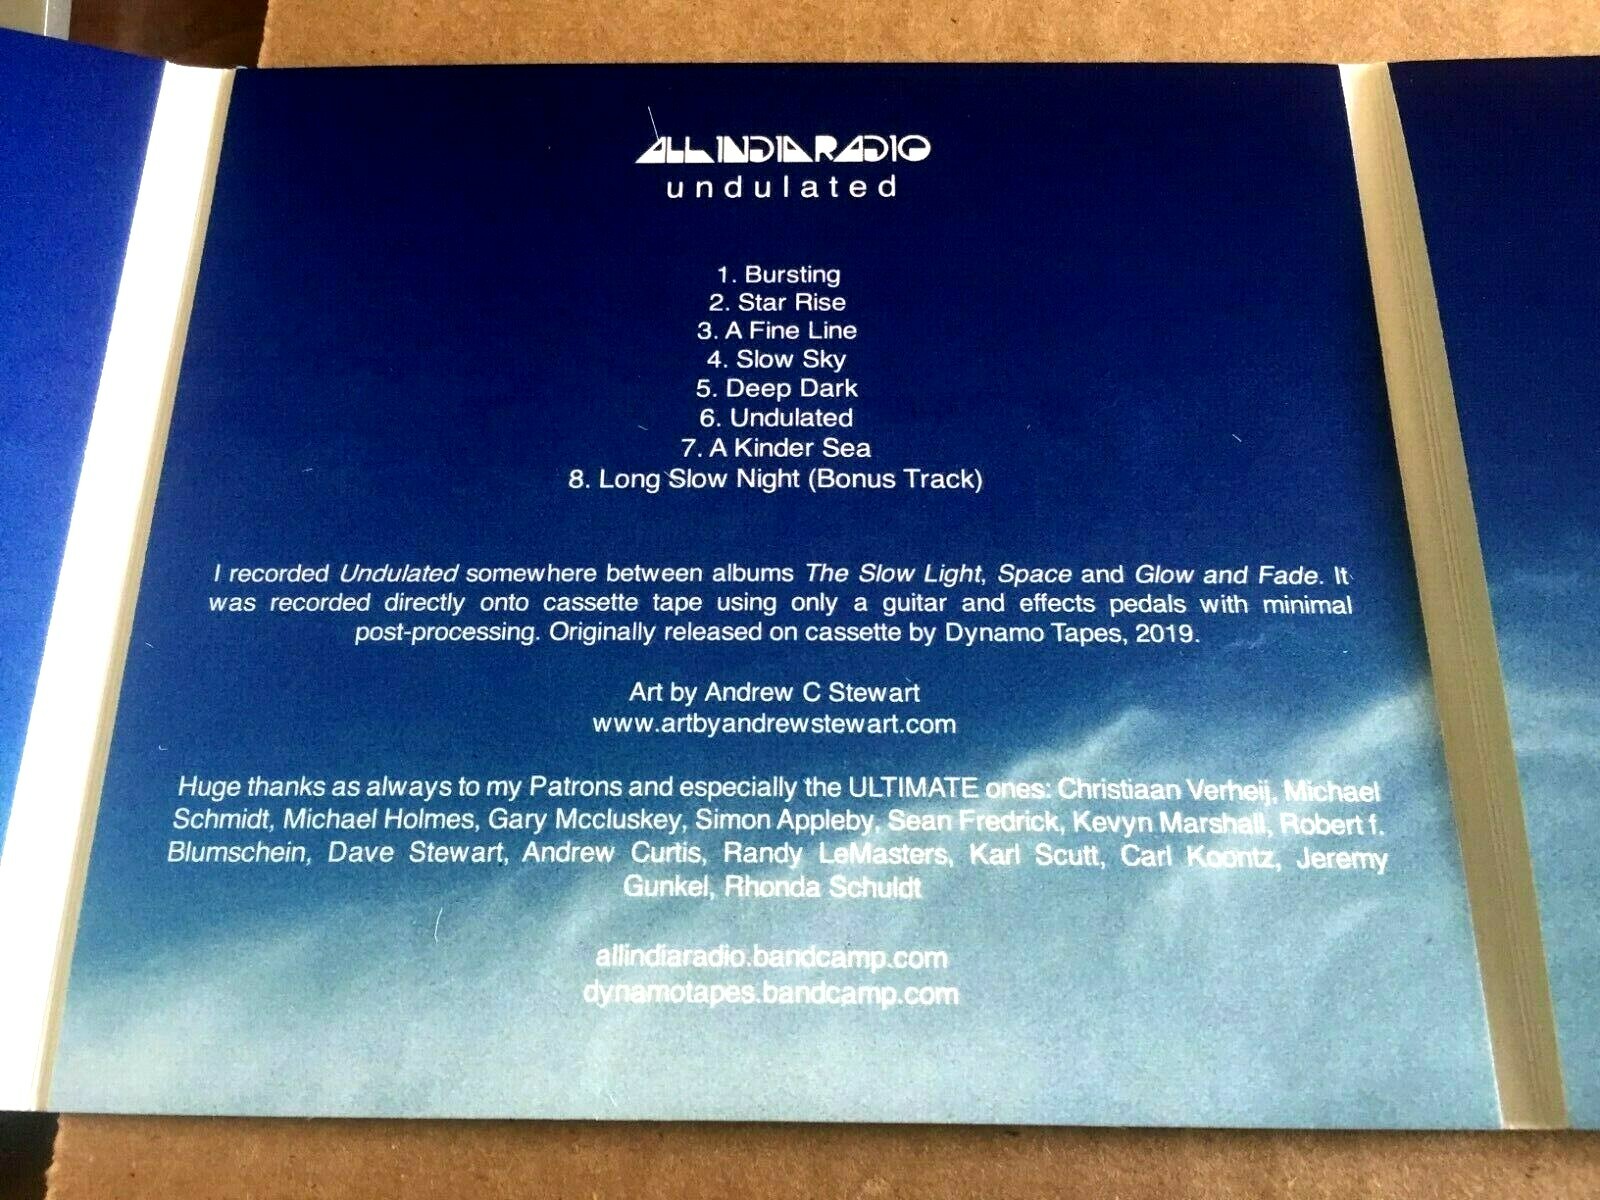 ALL INDIA RADIO
undulated
1. Bursting
2. Star Rise
3. A Fine Line
4. Slow Sky
5. Deep Dark
6. Undulated
7. A Kinder Sea
8. Long Slow Night (Bonus Track)
I recorded Undulated somewhere between albums The Slow Light, Space and Glow and Fade. It
was recorded directly onto cassette tape using only a guitar and effects pedals with minimal
post-processing. Originally released on cassette by Dynamo Tapes, 2019.
Art by Andrew C Stewart
www.artbyandrewstewart.com
Huge thanks as always to my Patrons and especially the ULTIMATE ones: Christiaan Verheij, Michael
Schmidt, Michael Holmes, Gary Mccluskey, Simon Appleby, Sean Fredrick, Kevyn Marshall, Robert f.
Blumschein, Dave Stewart, Andrew Curtis, Randy LeMasters, Karl Scutt, Carl Koontz, Jeremy
Gunkel, Rhonda Schuldt
allindiaradio.bandcamp.com
dynamotapes.bandcamp.com